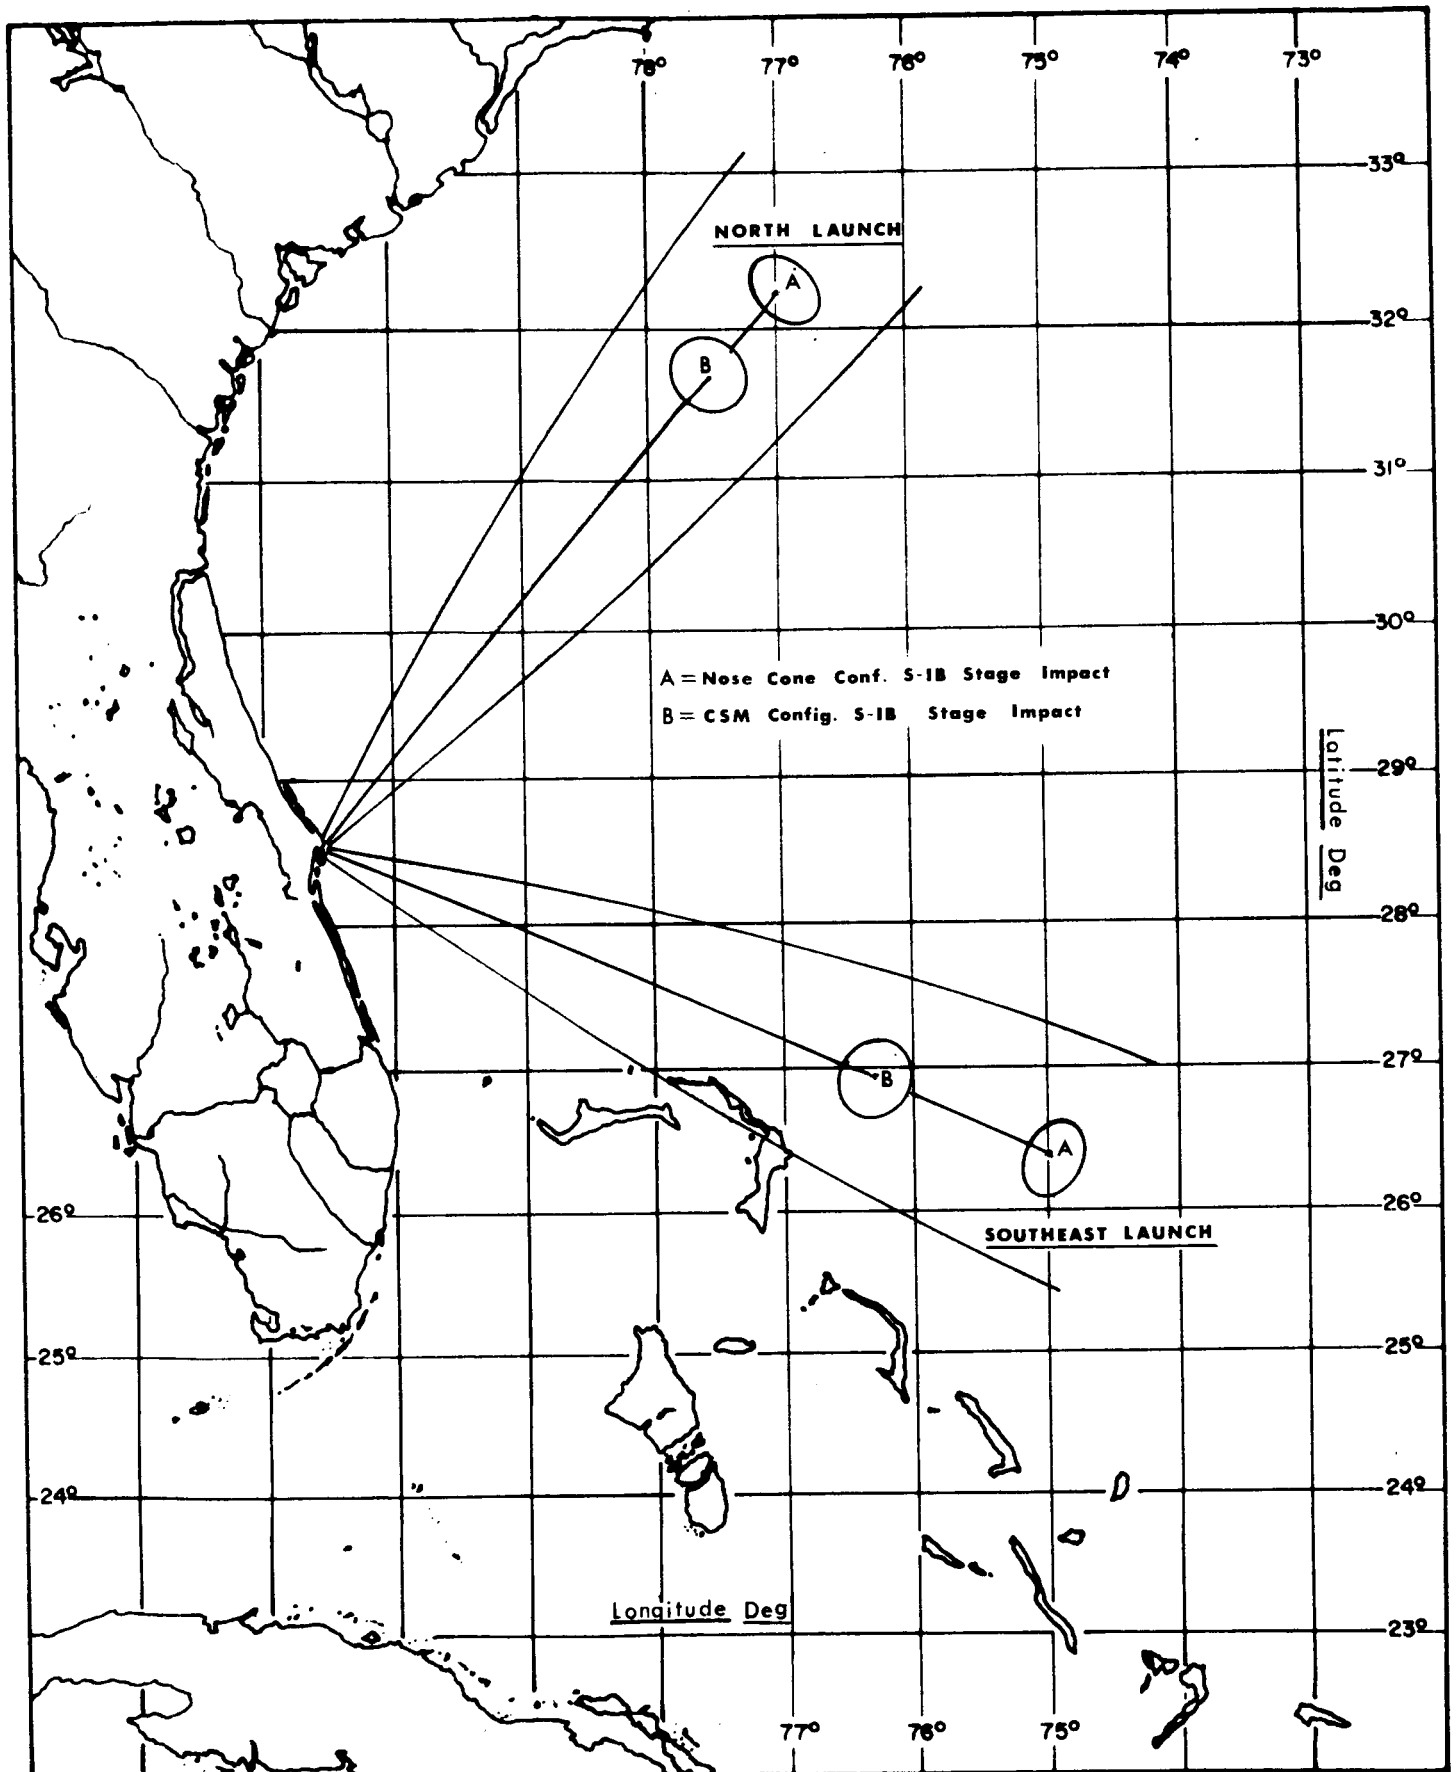 78° 77° 76° 75° 74° 73°
33°
NORTH LAUNCH
A
32°
B
31°
30°
A = Nose Cone Conf. S-IB Stage Impact
B = CSM Config. S-IB Stage Impact
Latitude Deg
29°
28°
27°
B
A
26° 26°
SOUTHEAST LAUNCH
25° 25°
24° 24°
Longitude Deg
23°
77° 76° 75°